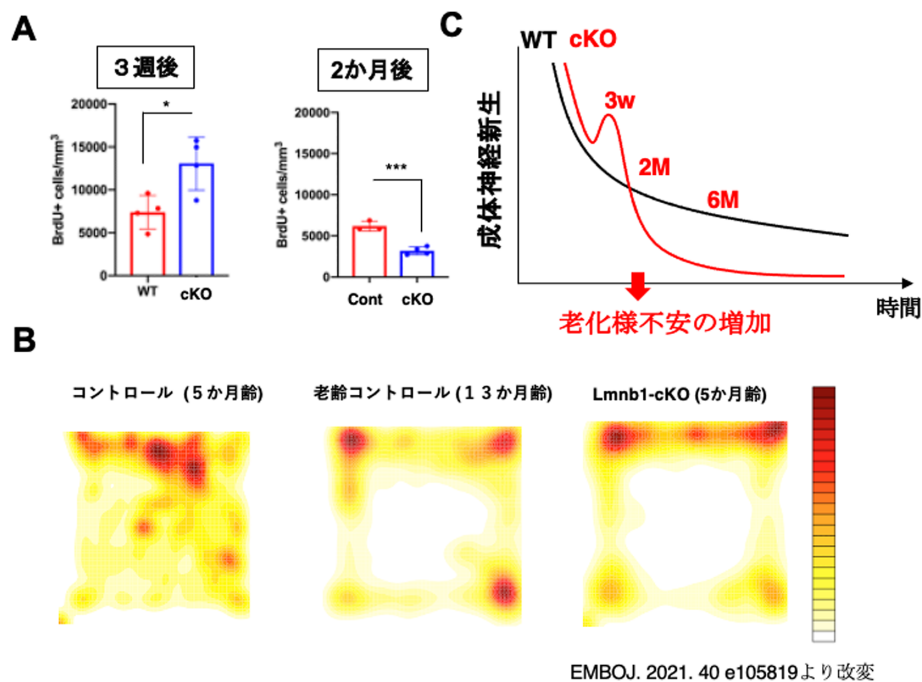 A
３週後
*
20000
15000
10000
5000
0
BrdU+ cells/mm³
WT
cKO
2か月後
***
20000
15000
10000
5000
0
BrdU+ cells/mm³
Cont
cKO
C
WT cKO
3w
2M
6M
成体神経新生
時間
老化様不安の増加
B
コントロール（５か月齢)
老齢コントロール（１３か月齢）
Lmnb1-cKO (5か月齢)
EMBOJ. 2021. 40 e105819より改変